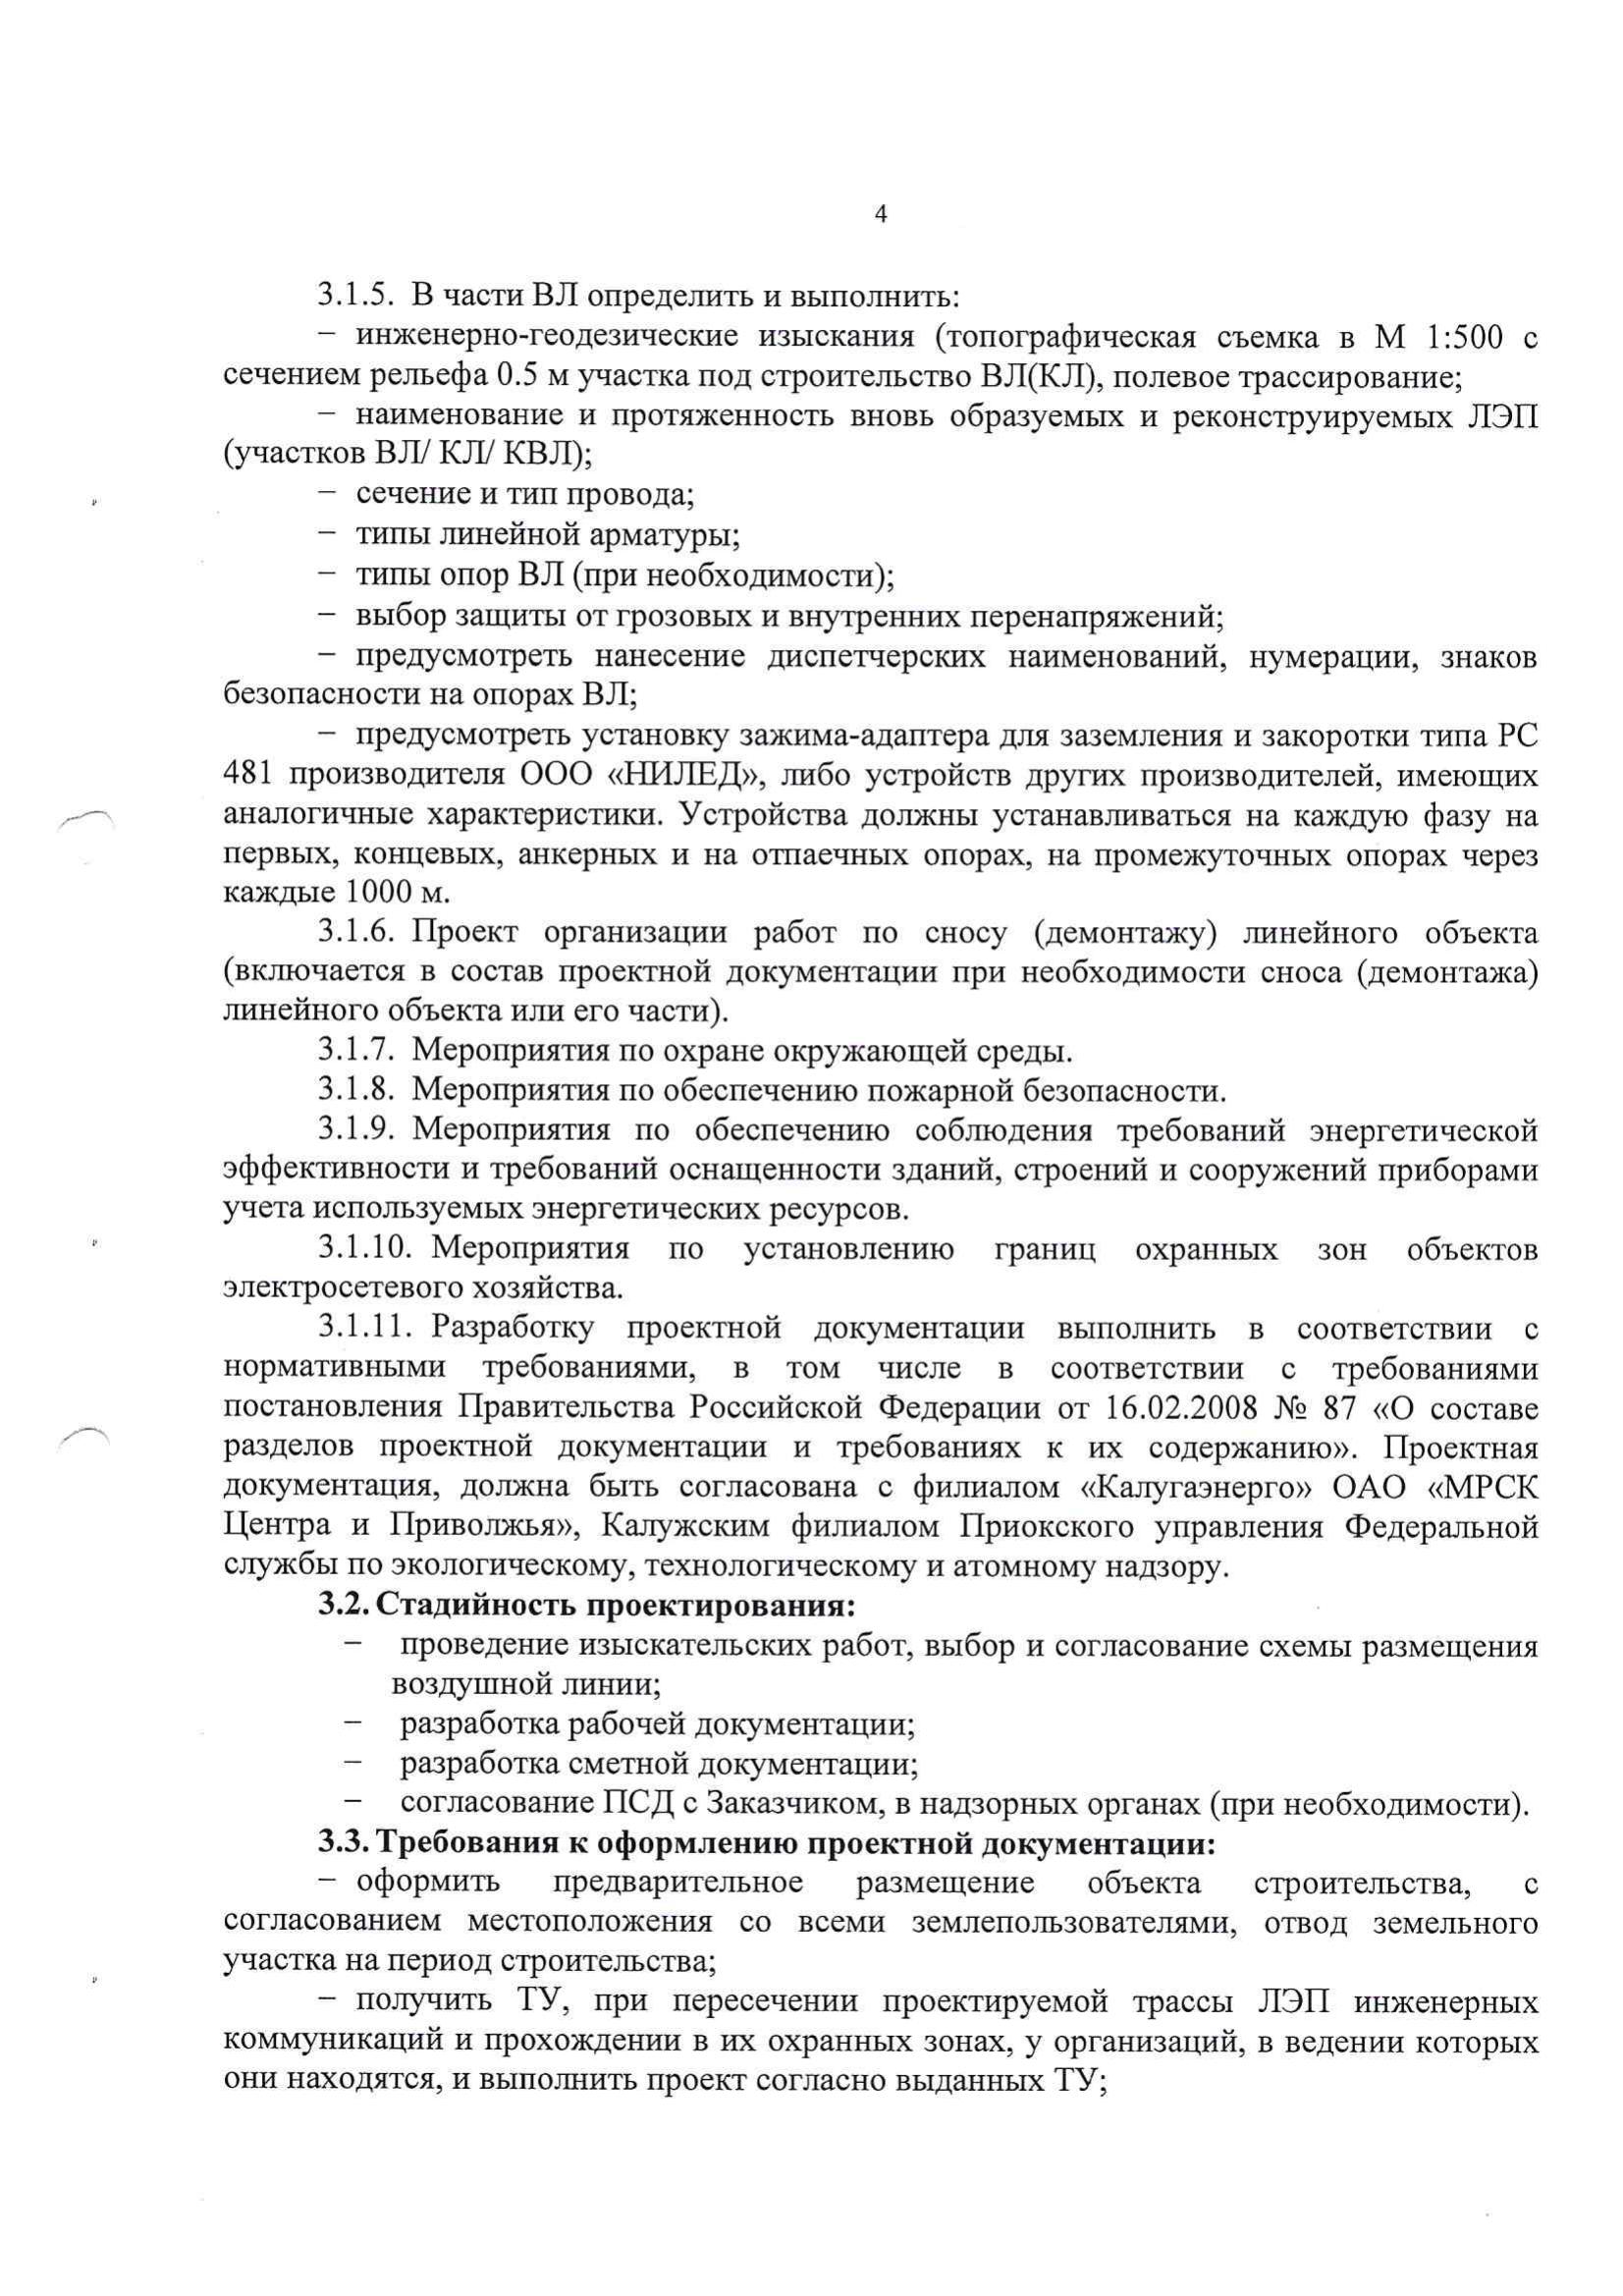 4
3.1.5. В части ВЛ определить и выполнить:
– инженерно-геодезические изыскания (топографическая съемка в М 1:500 с
сечением рельефа 0.5 м участка под строительство ВЛ(КЛ), полевое трассирование;
– наименование и протяженность вновь образуемых и реконструируемых ЛЭП
(участков ВЛ/ КЛ/ КВЛ);
– сечение и тип провода;
– типы линейной арматуры;
– типы опор ВЛ (при необходимости);
– выбор защиты от грозовых и внутренних перенапряжений;
– предусмотреть нанесение диспетчерских наименований, нумерации, знаков
безопасности на опорах ВЛ;
– предусмотреть установку зажима-адаптера для заземления и закоротки типа РС
481 производителя ООО «НИЛЕД», либо устройств других производителей, имеющих
аналогичные характеристики. Устройства должны устанавливаться на каждую фазу на
первых, концевых, анкерных и на отпаечных опорах, на промежуточных опорах через
каждые 1000 м.
3.1.6. Проект организации работ по сносу (демонтажу) линейного объекта
(включается в состав проектной документации при необходимости сноса (демонтажа)
линейного объекта или его части).
3.1.7. Мероприятия по охране окружающей среды.
3.1.8. Мероприятия по обеспечению пожарной безопасности.
3.1.9. Мероприятия по обеспечению соблюдения требований энергетической
эффективности и требований оснащенности зданий, строений и сооружений приборами
учета используемых энергетических ресурсов.
3.1.10. Мероприятия по установлению границ охранных зон объектов
электросетевого хозяйства.
3.1.11. Разработку проектной документации выполнить в соответствии с
нормативными требованиями, в том числе в соответствии с требованиями
постановления Правительства Российской Федерации от 16.02.2008 № 87 «О составе
разделов проектной документации и требованиях к их содержанию». Проектная
документация, должна быть согласована с филиалом «Калугаэнерго» ОАО «МРСК
Центра и Приволжья», Калужским филиалом Приокского управления Федеральной
службы по экологическому, технологическому и атомному надзору.
3.2. Стадийность проектирования:
– проведение изыскательских работ, выбор и согласование схемы размещения
воздушной линии;
– разработка рабочей документации;
– разработка сметной документации;
– согласование ПСД с Заказчиком, в надзорных органах (при необходимости).
3.3. Требования к оформлению проектной документации:
– оформить предварительное размещение объекта строительства, с
согласованием местоположения со всеми землепользователями, отвод земельного
участка на период строительства;
– получить ТУ, при пересечении проектируемой трассы ЛЭП инженерных
коммуникаций и прохождении в их охранных зонах, у организаций, в ведении которых
они находятся, и выполнить проект согласно выданных ТУ;